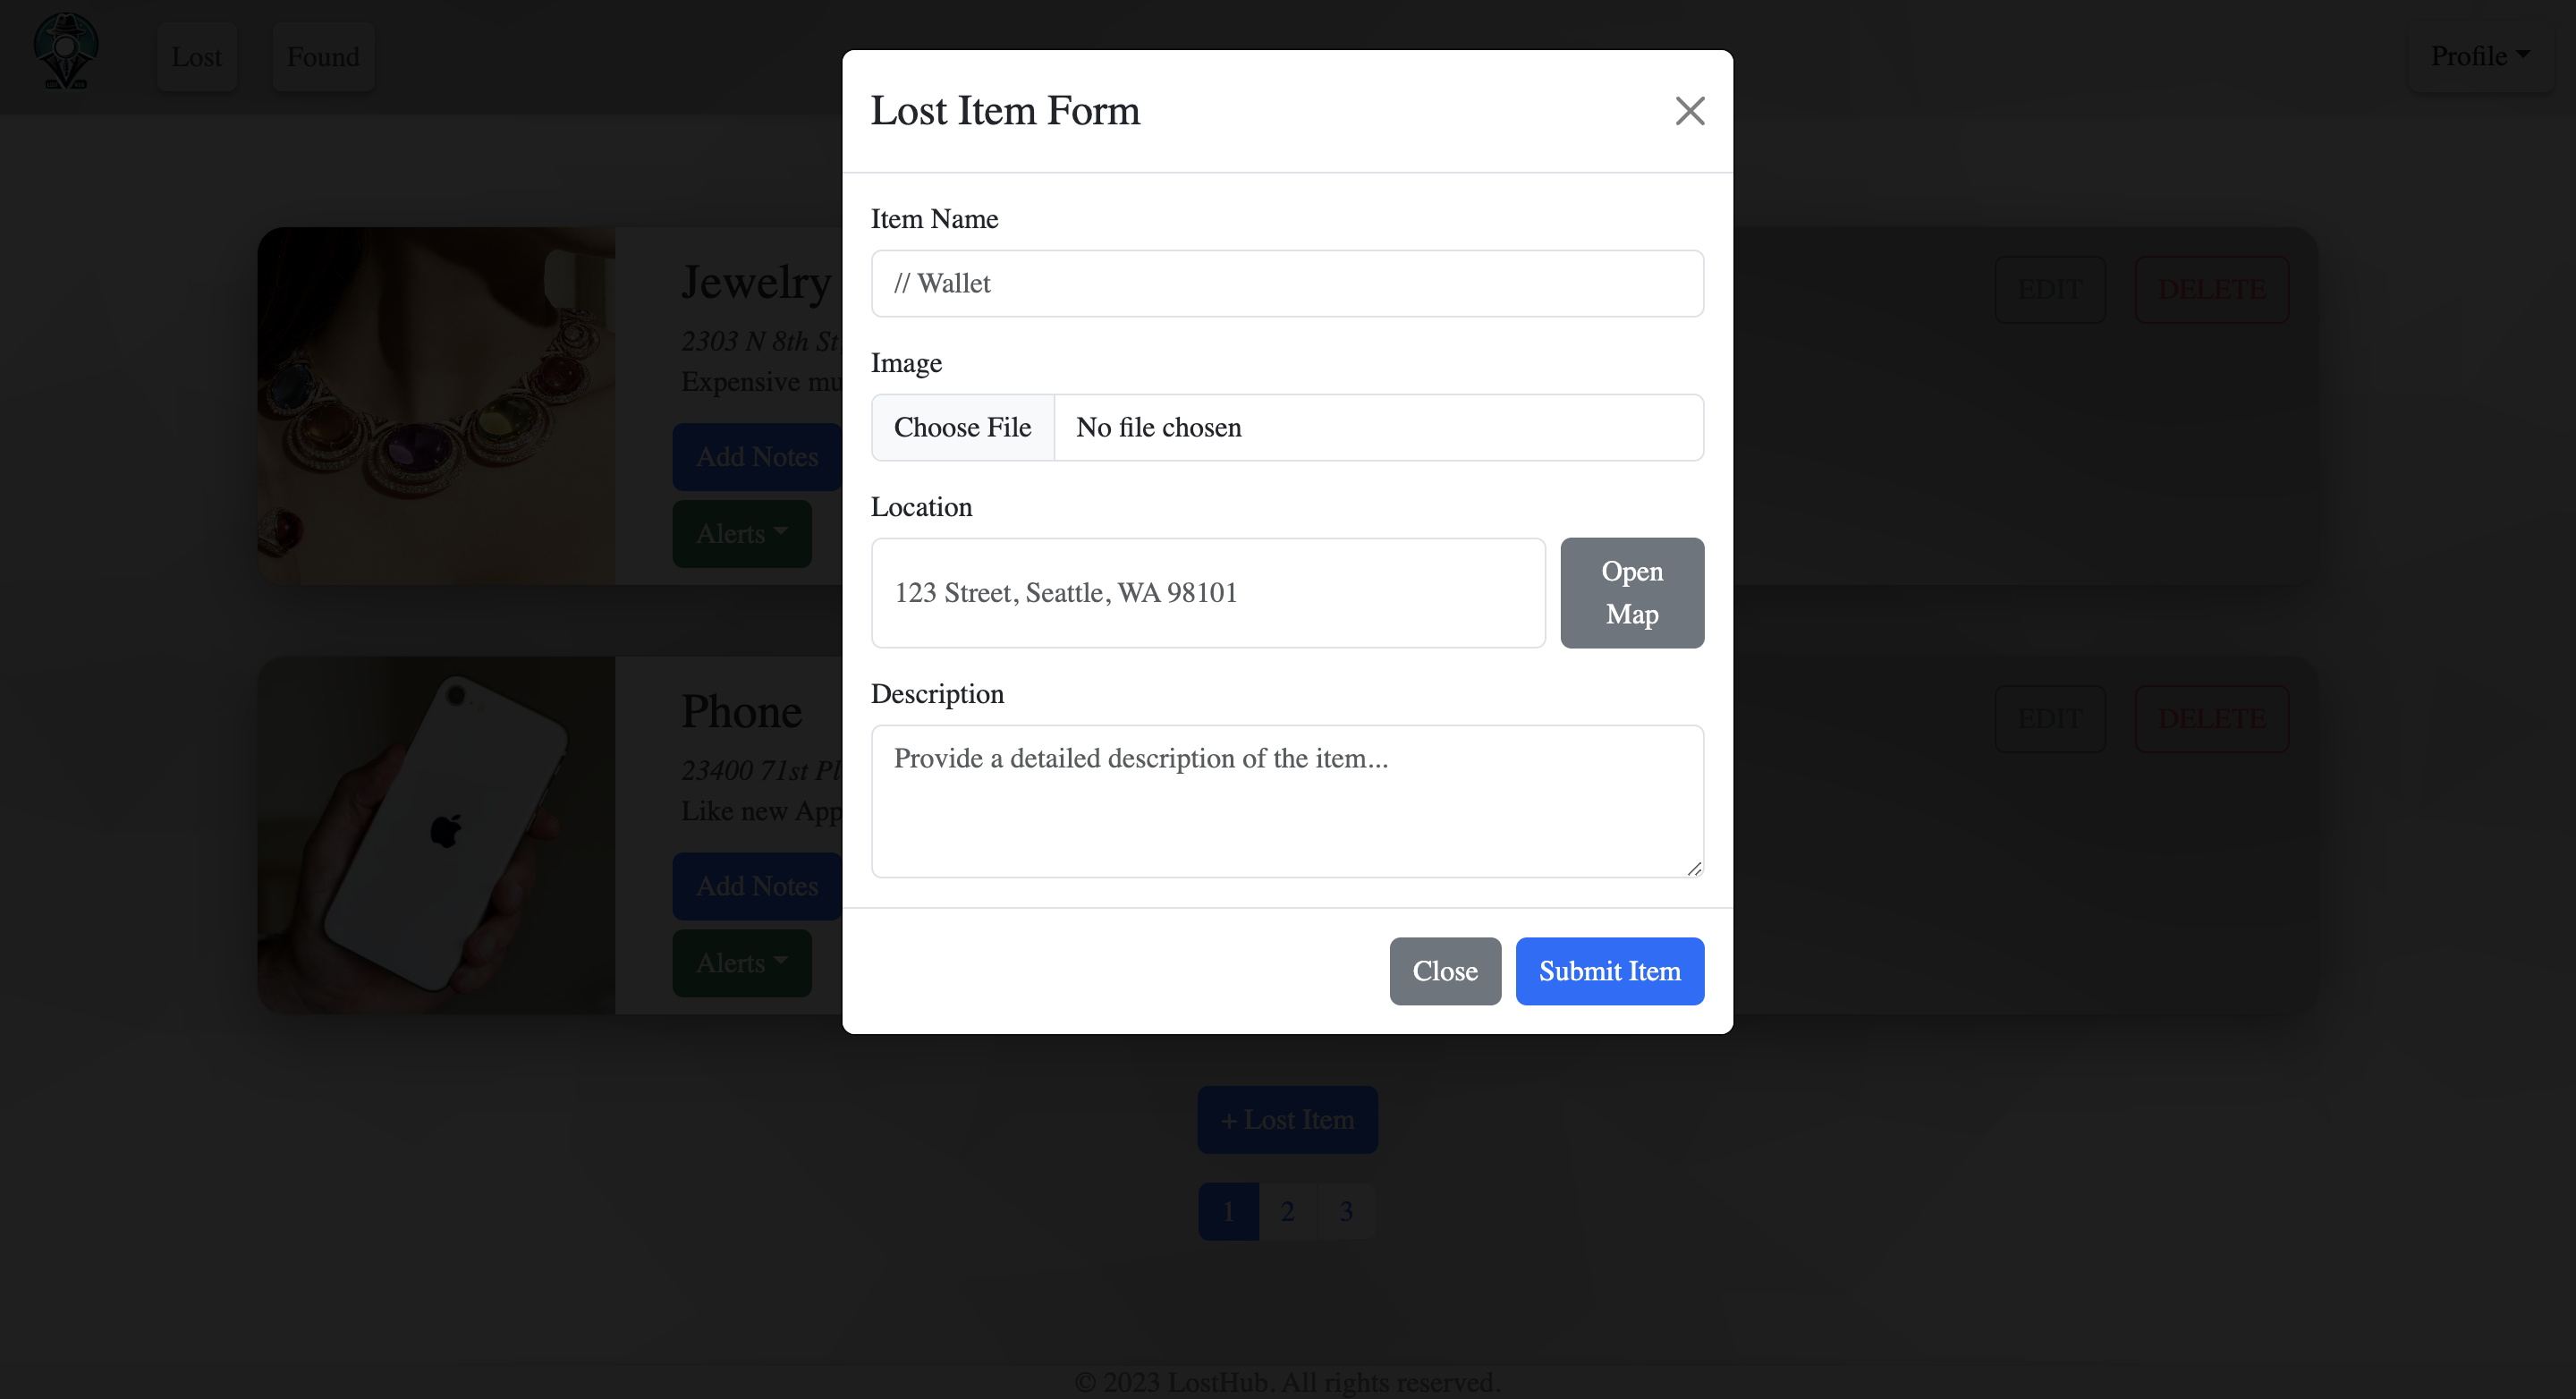 Lost
Found
Profile
Lost Item Form
Item Name
// Wallet
Image
Choose File
No file chosen
Location
123 Street, Seattle, WA 98101
Open
Map
Description
Provide a detailed description of the item...
Close
Submit Item
Jewelry
2303 N 8th St
Expensive mu
Add Notes
Alerts
EDIT
DELETE
Phone
23400 71st Pl
Like new App
Add Notes
Alerts
EDIT
DELETE
+ Lost Item
1
2
3
© 2023 LostHub. All rights reserved.